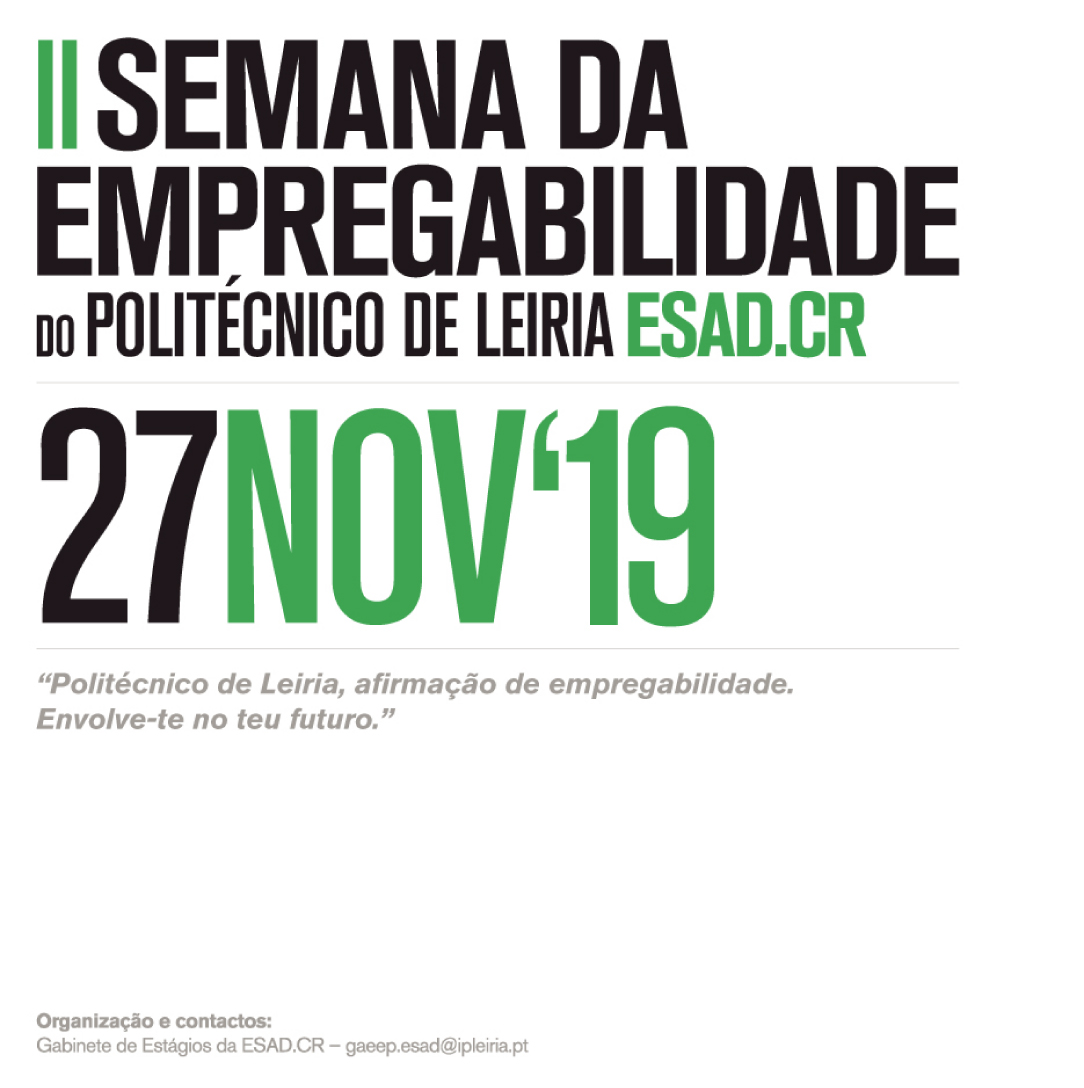 II SEMANA DA
EMPREGABILIDADE
DO POLITÉCNICO DE LEIRIA ESAD.CR
27NOV‘19
“Politécnico de Leiria, afirmação de empregabilidade.
Envolve-te no teu futuro.”
Organização e contactos:
Gabinete de Estágios da ESAD.CR – gaeep.esad@ipleiria.pt